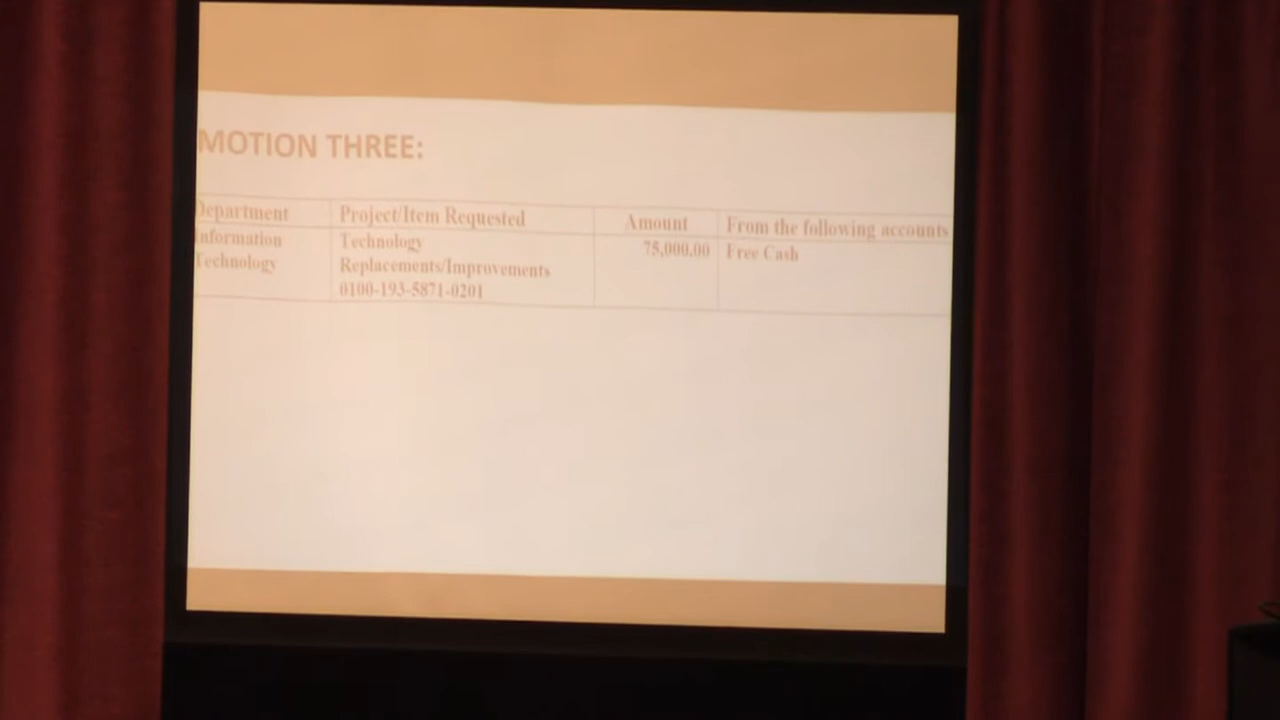 MOTION THREE:
Department Project/Item Requested Amount From the following accounts
Information Technology 75,000.00 Free Cash
Technology Replacements/Improvements
0100-193-5871-0201